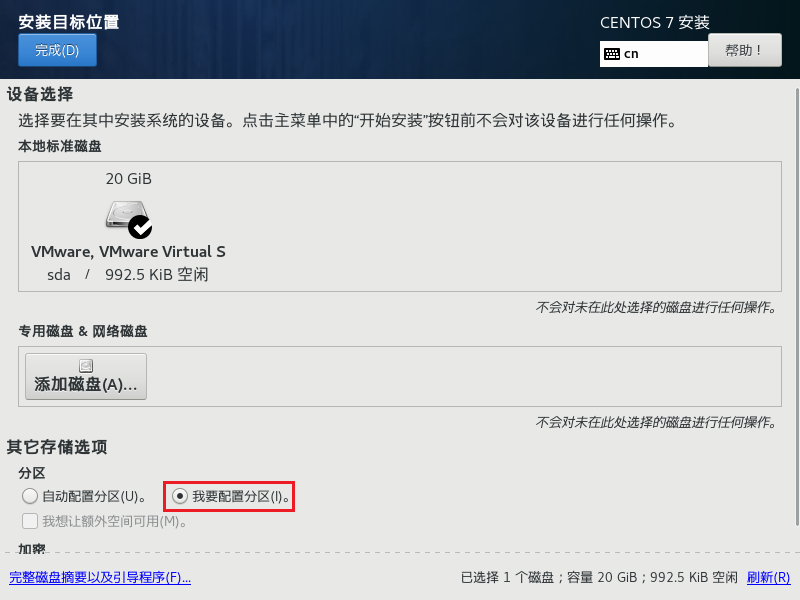 安装目标位置
CENTOS 7 安装
完成(D)
cn
帮助！
设备选择
选择要在其中安装系统的设备。点击主菜单中的“开始安装”按钮前不会对该设备进行任何操作。
本地标准磁盘
20 GiB
VMware, VMware Virtual S
sda / 992.5 KiB 空闲
不会对未在此处选择的磁盘进行任何操作。
专用磁盘 & 网络磁盘
添加磁盘(A)...
不会对未在此处选择的磁盘进行任何操作。
其它存储选项
分区
自动配置分区(U)。 我要配置分区(I)。
我想让额外空间可用(M)。
加密
完整磁盘摘要以及引导程序(F)... 已选择 1 个磁盘；容量 20 GiB；992.5 KiB 空闲 刷新(R)